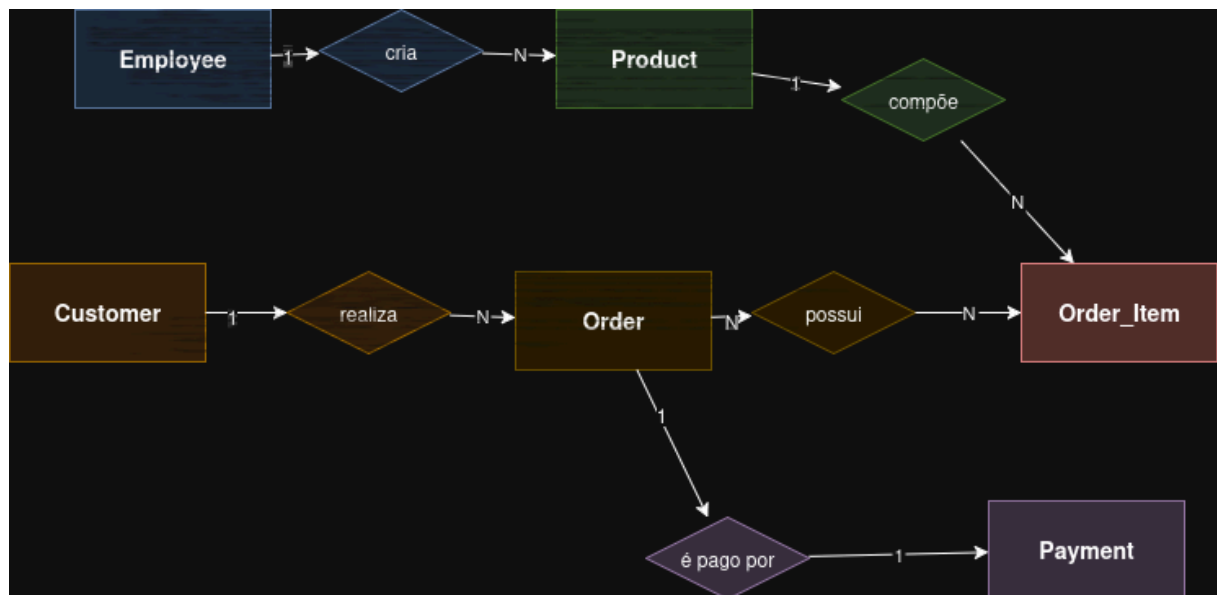 Employee
1
cria
N
Product
1
compõe
N
Customer
1
realiza
N
Order
N
possui
N
Order_Item
1
é pago por
1
Payment